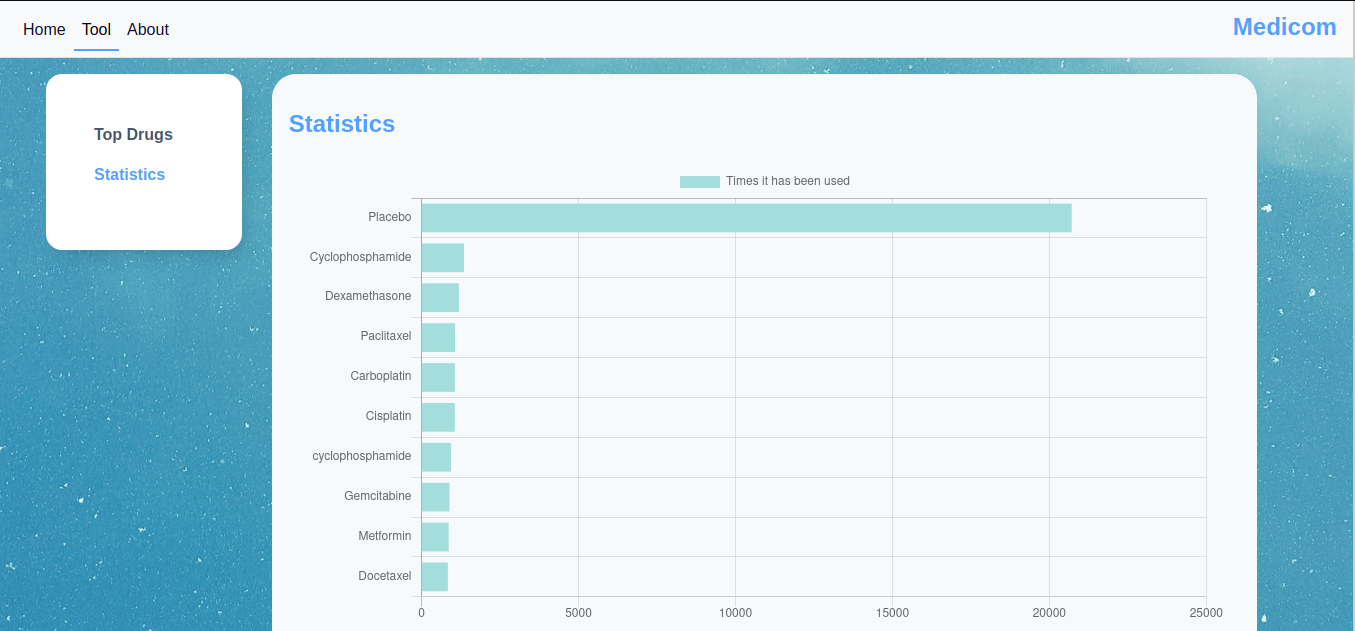 Home Tool About Medicom
Top Drugs
Statistics
Statistics
Times it has been used
Placebo
Cyclophosphamide
Dexamethasone
Paclitaxel
Carboplatin
Cisplatin
cyclophosphamide
Gemcitabine
Metformin
Docetaxel
0 5000 10000 15000 20000 25000